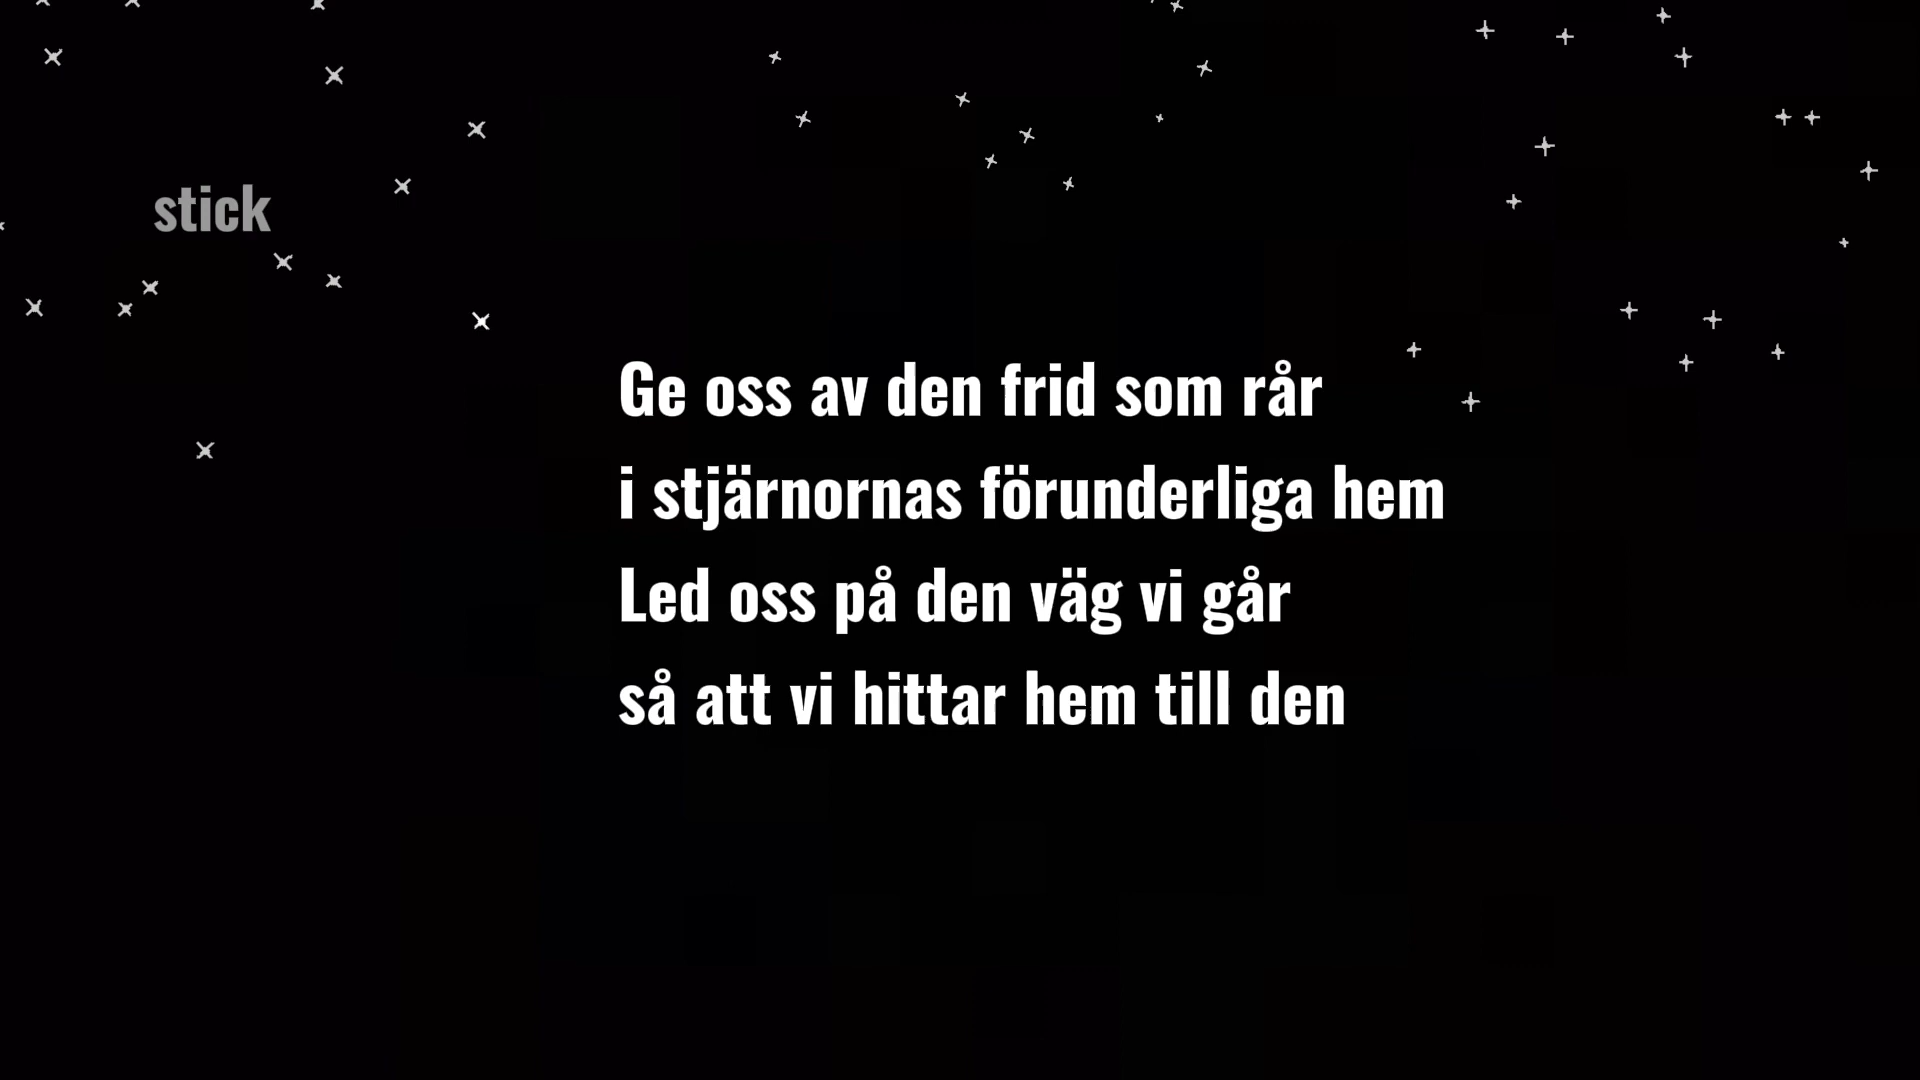 stick
Ge oss av den frid som rår
i stjärnornas förunderliga hem
Led oss på den väg vi går
så att vi hittar hem till den